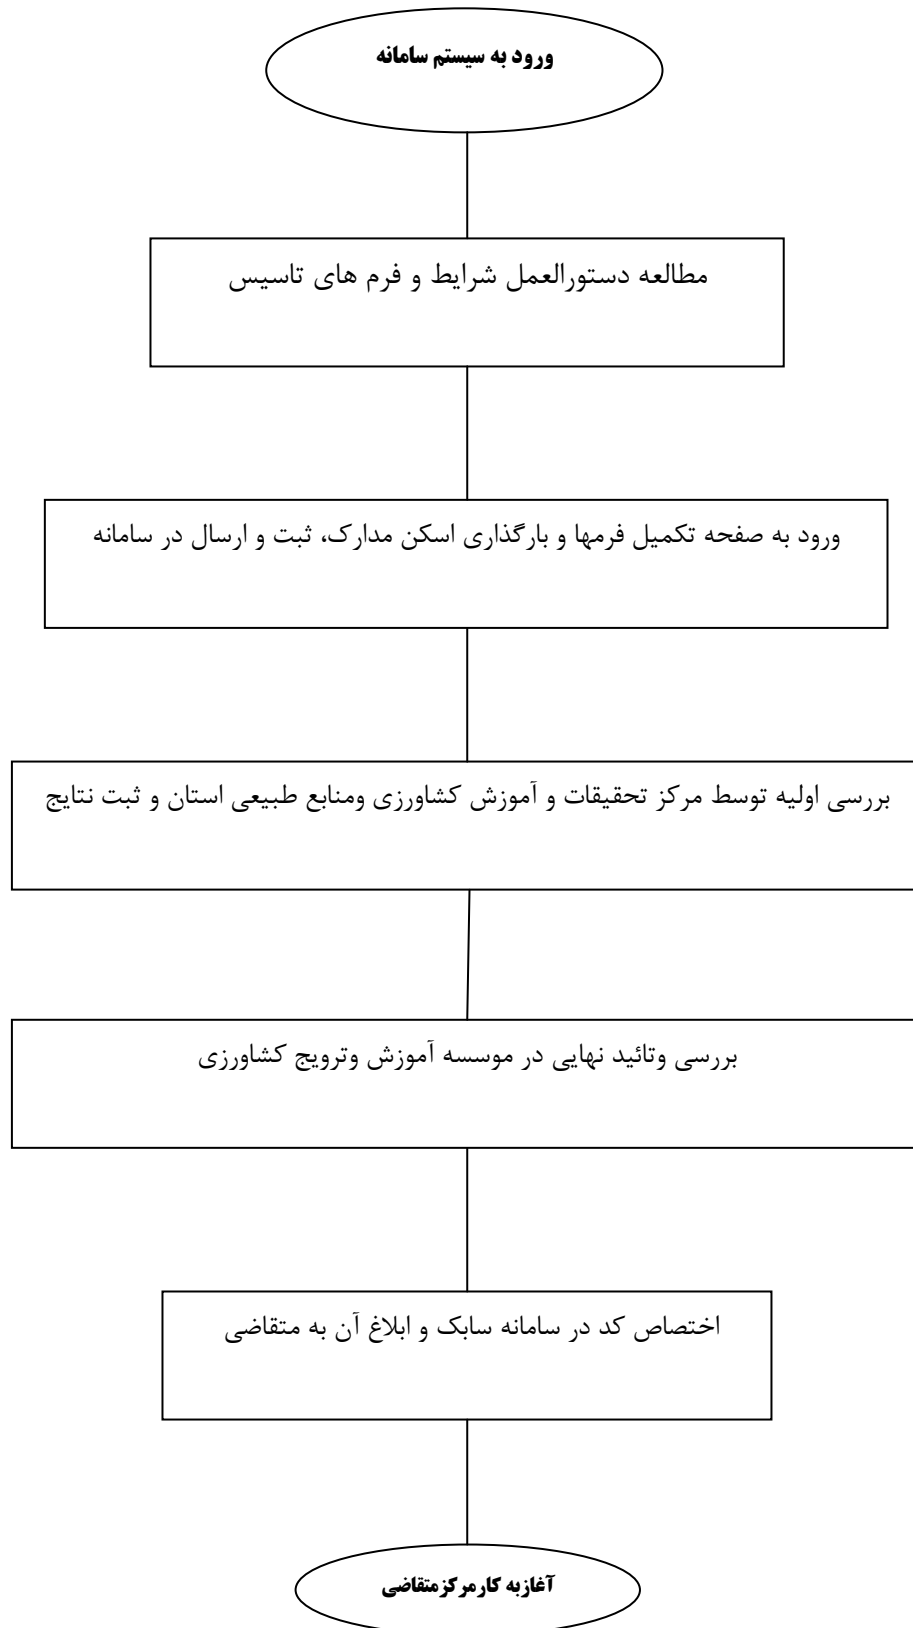 ورود به سیستم سامانه
مطالعه دستورالعمل شرایط و فرم های تاسیس
ورود به صفحه تکمیل فرمها و بارگذاری اسکن مدارک، ثبت و ارسال در سامانه
بررسی اولیه توسط مرکز تحقیقات و آموزش کشاورزی ومنابع طبیعی استان و ثبت نتایج
بررسی وتائید نهایی در موسسه آموزش وترویج کشاورزی
اختصاص کد در سامانه سابک و ابلاغ آن به متقاضی
آغازبه کارمرکزمتقاضی